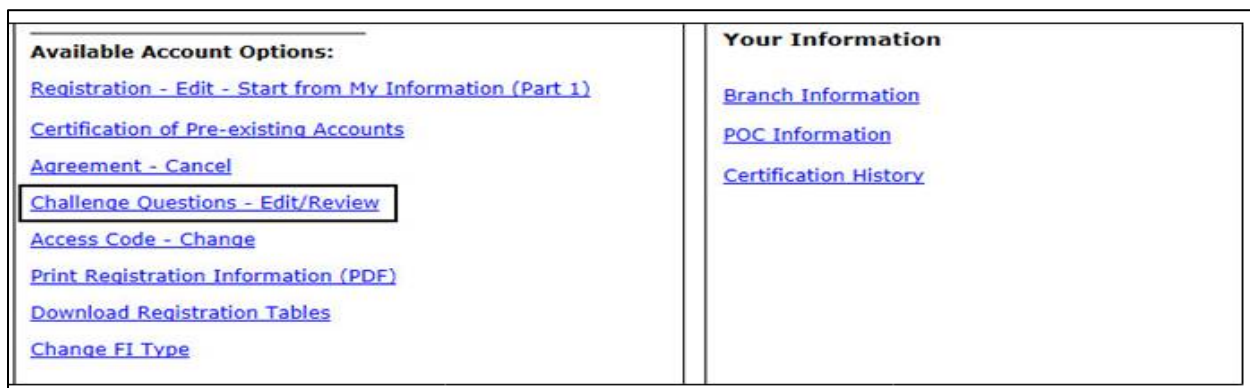 Available Account Options:
Registration - Edit - Start from My Information (Part 1)
Certification of Pre-existing Accounts
Agreement - Cancel
Challenge Questions - Edit/Review
Access Code - Change
Print Registration Information (PDF)
Download Registration Tables
Change FI Type
Your Information
Branch Information
POC Information
Certification History